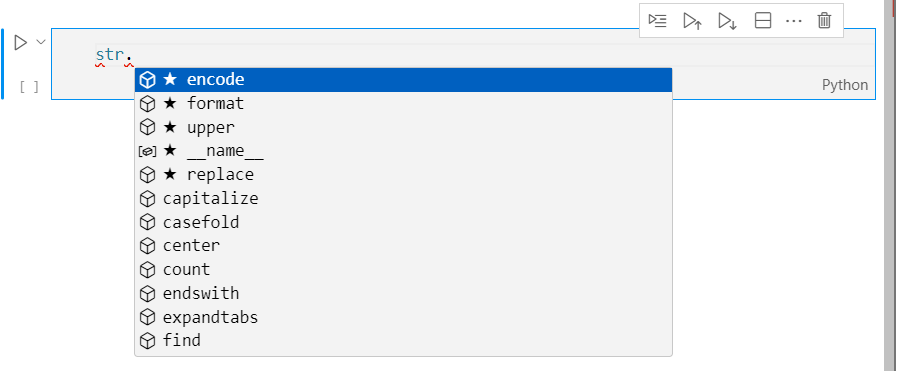 str.
[ ]
Python
★ encode
★ format
★ upper
★ __name__
★ replace
capitalize
casefold
center
count
endswith
expandtabs
find